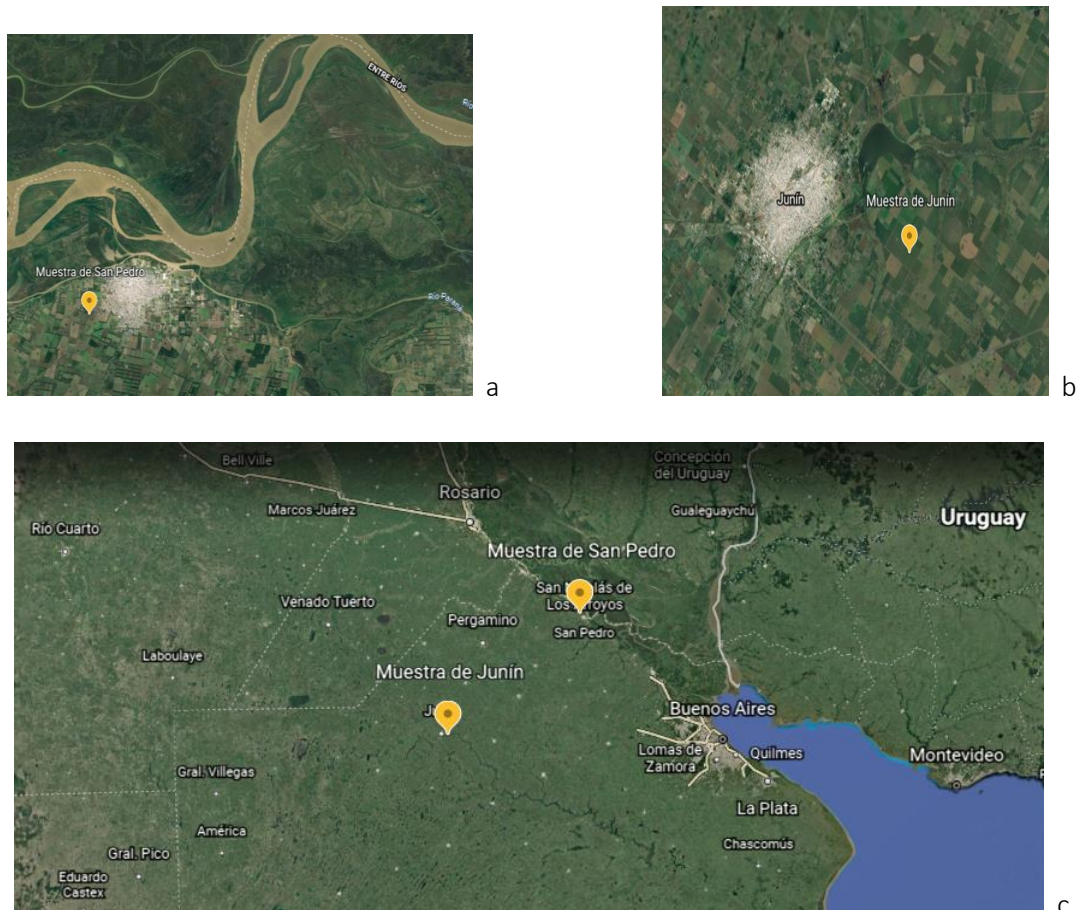 ENTRE RÍOS
Río
Muestra de San Pedro
Río Paraná
a
Junín
Muestra de Junín
b
Bell Ville
Concepción
del Uruguay
Rosario
Marcos Juárez
Gualeguaychú
Uruguay
Río Cuarto
Muestra de San Pedro
Los
Venado Tuerto
Pergamino
San Pedro
Laboulaye
Muestra de Junín
Buenos Aires
Lomas de
Zamora
Quilmes
Montevideo
Gral. Villegas
La Plata
América
Chascomús
Gral. Pico
Eduardo
Castex
c